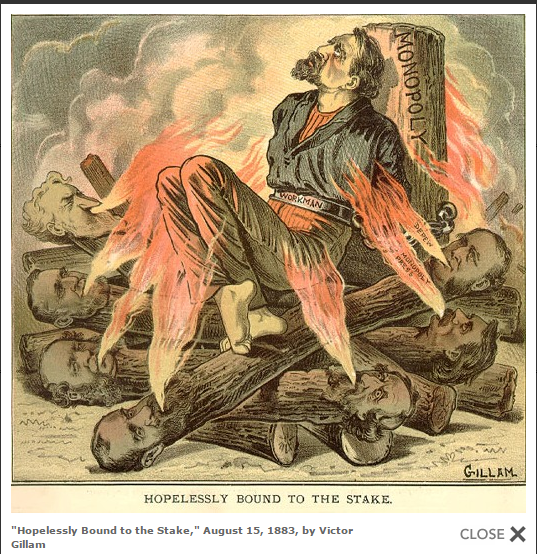 MONOPOLY
WORKMAN
MONOPOLY
GILLAM.
HOPELESSLY BOUND TO THE STAKE.
"Hopelessly Bound to the Stake," August 15, 1883, by Victor
Gillam
CLOSE